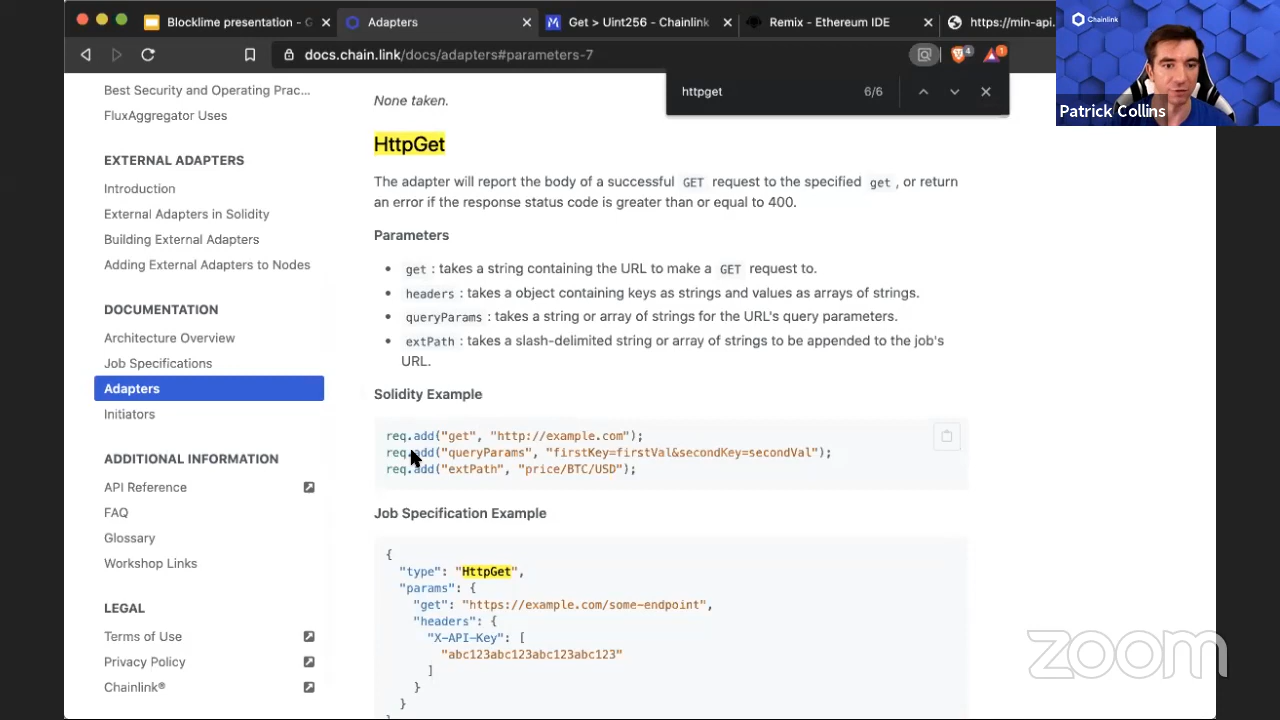 Blocklime presentation - G
Adapters
Get > Uint256 - Chainlink
Remix - Ethereum IDE
https://min-api.
docs.chain.link/docs/adapters#parameters-7
4
1
httpget
6/6
Chainlink
Patrick Collins
Best Security and Operating Prac...
FluxAggregator Uses
EXTERNAL ADAPTERS
Introduction
External Adapters in Solidity
Building External Adapters
Adding External Adapters to Nodes
DOCUMENTATION
Architecture Overview
Job Specifications
Adapters
Initiators
ADDITIONAL INFORMATION
API Reference
FAQ
Glossary
Workshop Links
LEGAL
Terms of Use
Privacy Policy
Chainlink®
None taken.
HttpGet
The adapter will report the body of a successful GET request to the specified get , or return
an error if the response status code is greater than or equal to 400.
Parameters
• get : takes a string containing the URL to make a GET request to.
• headers : takes a object containing keys as strings and values as arrays of strings.
• queryParams : takes a string or array of strings for the URL's query parameters.
• extPath : takes a slash-delimited string or array of strings to be appended to the job's
URL.
Solidity Example
req.add("get", "http://example.com");
req.add("queryParams", "firstKey=firstVal&secondKey=secondVal");
req.add("extPath", "price/BTC/USD");
Job Specification Example
{
"type": "HttpGet",
"params": {
"get": "https://example.com/some-endpoint",
"headers": {
"X-API-Key": [
"abc123abc123abc123abc123"
]
}
}
zoom